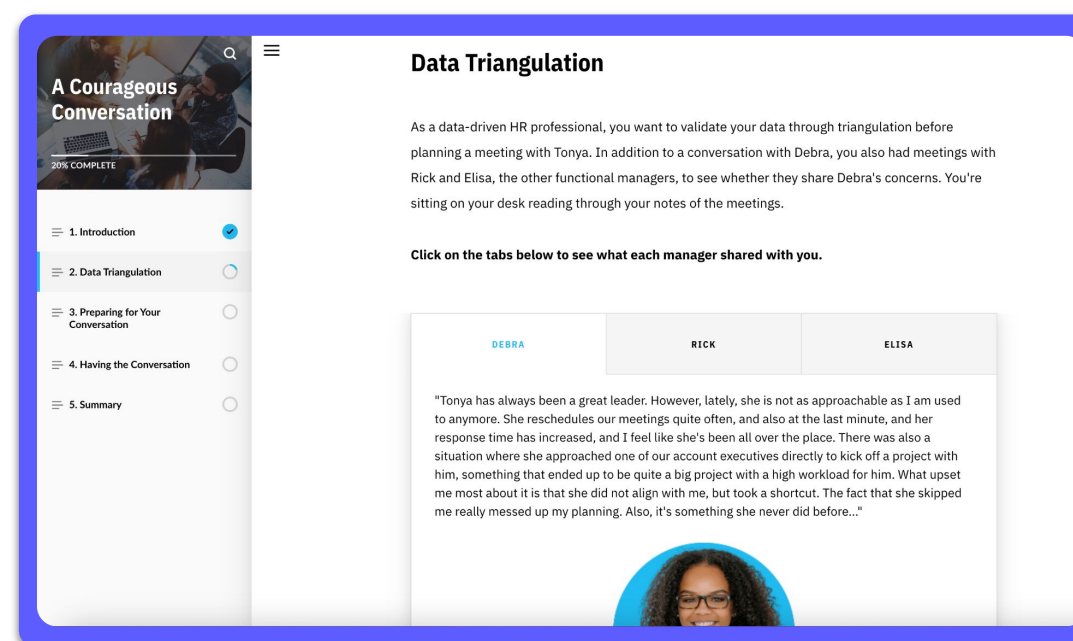 A Courageous
Conversation
20% COMPLETE
1. Introduction
2. Data Triangulation
3. Preparing for Your
Conversation
4. Having the Conversation
5. Summary
Data Triangulation
As a data-driven HR professional, you want to validate your data through triangulation before
planning a meeting with Tonya. In addition to a conversation with Debra, you also had meetings with
Rick and Elisa, the other functional managers, to see whether they share Debra's concerns. You're
sitting on your desk reading through your notes of the meetings.
Click on the tabs below to see what each manager shared with you.
DEBRA
RICK
ELISA
"Tonya has always been a great leader. However, lately, she is not as approachable as I am used
to anymore. She reschedules our meetings quite often, and also at the last minute, and her
response time has increased, and I feel like she's been all over the place. There was also a
situation where she approached one of our account executives directly to kick off a project with
him, something that ended up to be quite a big project with a high workload for him. What upset
me most about it is that she did not align with me, but took a shortcut. The fact that she skipped
me really messed up my planning. Also, it's something she never did before..."